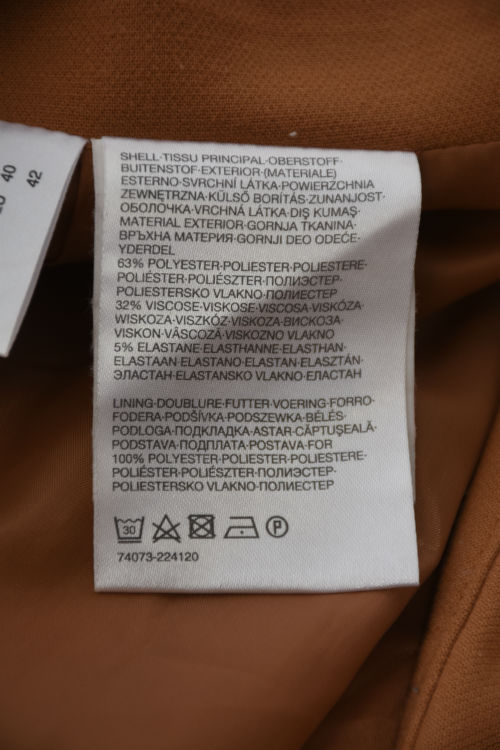 40
42
SHELL·TISSU PRINCIPAL·OBERSTOFF·
BUITENSTOF·EXTERIOR·(MATERIALE)
ESTERNO·SVRCHNÍ LÁTKA·POWIERZCHNIA
ZEWNĘTRZNA·KÜLSŐ BORÍTÁS·ZUNANJOST·
ОБОЛОЧКА·VRCHNÁ LÁTKA·DIŞ KUMAŞ·
MATERIAL EXTERIOR·GORNJA TKANINA·
ВРЪХНА МАТЕРИЯ·GORNJI DEO ODEĆE·
YDERDEL
63% POLYESTER·POLIESTER·POLIESTERE·
POLIÉSTER·POLJÉSZTER·ПОЛИЭСТЕР·
POLIESTERSKO VLAKNO·ПОЛИЕСТЕР
32% VISCOSE·VISKOSE·VISCOSA·VISKÓZA·
WISKOZA·VISZKÓZ·VISKOZA·ВИСКОЗА·
VISKON·VÂSCOZĂ·VISKOZNO VLAKNO
5% ELASTANE·ELASTHANNE·ELASTHAN·
ELASTAAN·ELASTANO·ELASTAN·ELASZTÁN·
ЭЛАСТАН·ELASTANSKO VLAKNO·ЕЛАСТАН
LINING·DOUBLURE·FUTTER·VOERING·FORRO·
FODERA·PODŠÍVKA·PODSZEWKA·BÉLÉS·
PODLOGA·ПОДКЛАДКА·ASTAR·CĂPTUŞEALĂ·
PODSTAVA·ПОДПЛАТА·POSTAVA·FOR
100% POLYESTER·POLIESTER·POLIESTERE·
POLIÉSTER·POLIÉSZTER·ПОЛИЭСТЕР·
POLIESTERSKO VLAKNO·ПОЛИЕСТЕР
30 P
74073-224120